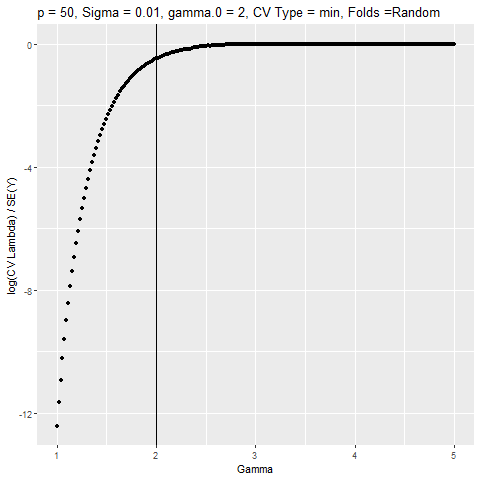 p = 50, Sigma = 0.01, gamma.0 = 2, CV Type = min, Folds =Random
log(CV Lambda) / SE(Y)
0
-4
-8
-12
1 2 3 4 5
Gamma